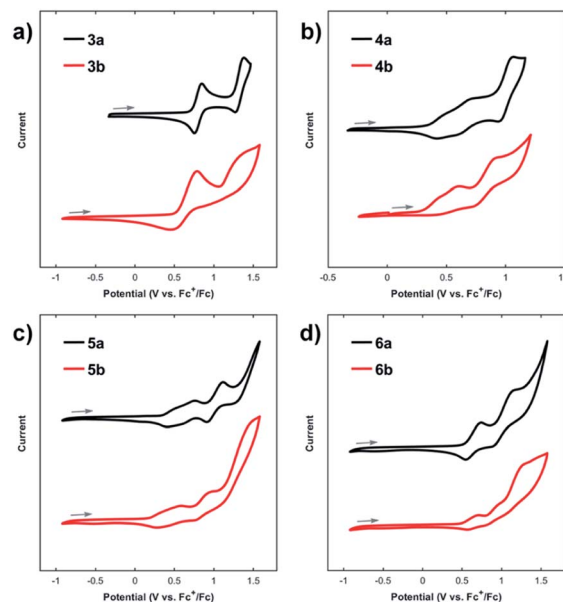 a)
3a
3b
Current
-1 -0.5 0 0.5 1 1.5
Potential (V vs. Fc+/Fc)
b)
4a
4b
Current
-0.5 0 0.5 1 1.5
Potential (V vs. Fc+/Fc)
c)
5a
5b
Current
-1 -0.5 0 0.5 1 1.5
Potential (V vs. Fc+/Fc)
d)
6a
6b
Current
-1 -0.5 0 0.5 1 1.5
Potential (V vs. Fc+/Fc)